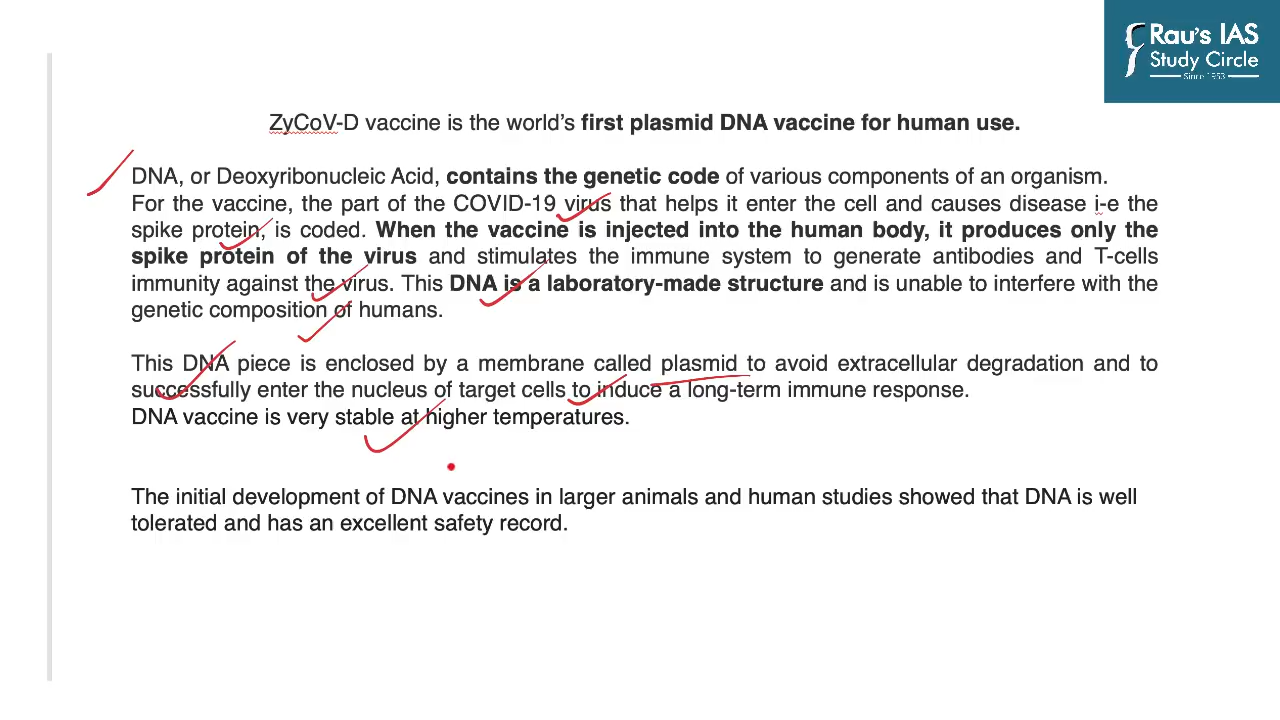 Rau's IAS
Study Circle
Since 1953
ZyCoV-D vaccine is the world's first plasmid DNA vaccine for human use.
DNA, or Deoxyribonucleic Acid, contains the genetic code of various components of an organism.
For the vaccine, the part of the COVID-19 virus that helps it enter the cell and causes disease i-e the
spike protein, is coded. When the vaccine is injected into the human body, it produces only the
spike protein of the virus and stimulates the immune system to generate antibodies and T-cells
immunity against the virus. This DNA is a laboratory-made structure and is unable to interfere with the
genetic composition of humans.
This DNA piece is enclosed by a membrane called plasmid to avoid extracellular degradation and to
successfully enter the nucleus of target cells to induce a long-term immune response.
DNA vaccine is very stable at higher temperatures.
The initial development of DNA vaccines in larger animals and human studies showed that DNA is well
tolerated and has an excellent safety record.